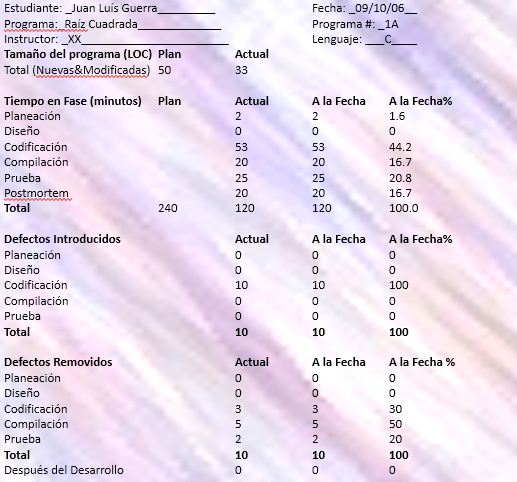 Estudiante: _Juan Luís Guerra_________ Fecha: _09/10/06__
Programa:_Raíz Cuadrada_____________ Programa #: _1A
Instructor: _XX_______________________ Lenguaje: ___C____
Tamaño del programa (LOC) Plan Actual
Total (Nuevas&Modificadas) 50 33
Tiempo en Fase (minutos) Plan Actual A la Fecha A la Fecha%
Planeación 2 2 1.6
Diseño 0 0 0
Codificación 53 53 44.2
Compilación 20 20 16.7
Prueba 25 25 20.8
Postmortem 20 20 16.7
Total 240 120 120 100.0
Defectos Introducidos Actual A la Fecha A la Fecha%
Planeación 0 0 0
Diseño 0 0 0
Codificación 10 10 100
Compilación 0 0 0
Prueba 0 0 0
Total 10 10 100
Defectos Removidos Actual A la Fecha A la Fecha %
Planeación 0 0 0
Diseño 0 0 0
Codificación 3 3 30
Compilación 5 5 50
Prueba 2 2 20
Total 10 10 100
Después del Desarrollo 0 0 0